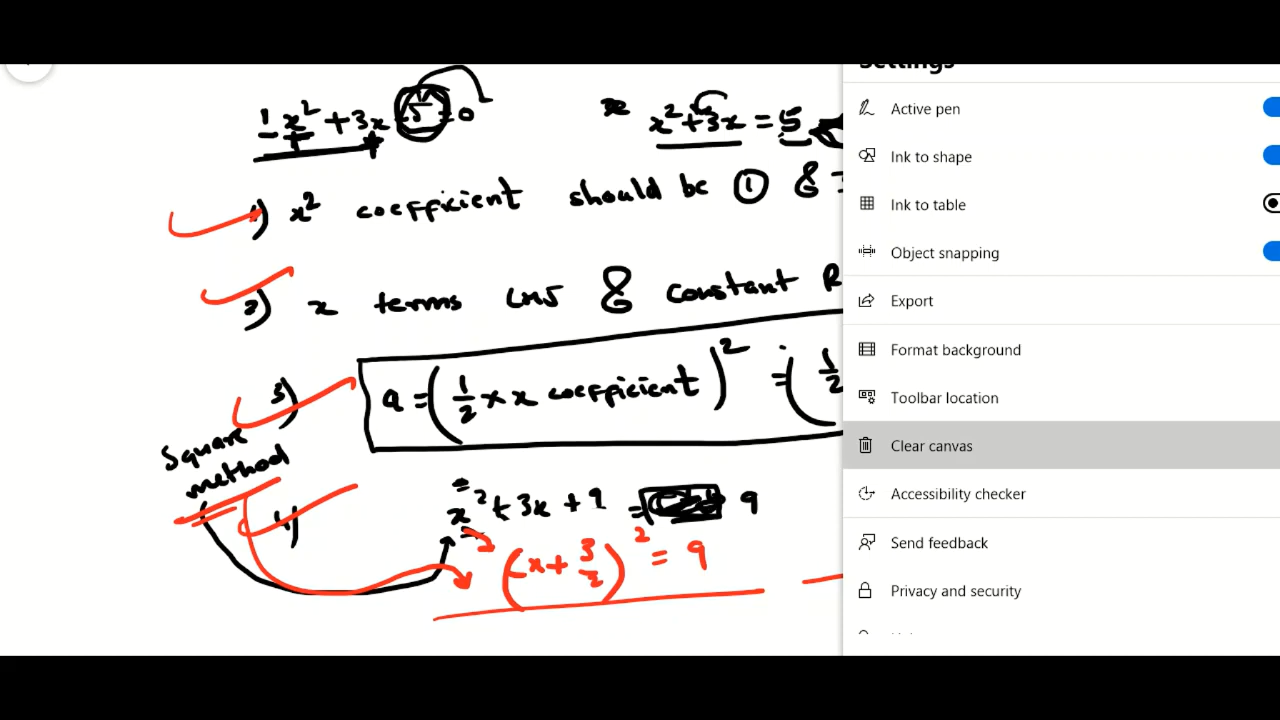 Settings
1x² + 3x - 5 = 0
x² + 3x = 5
1) x² coefficient should be ① &
2) x terms LHS & constant R
3) a = (1/2 × x coefficient)² = (1/2
Square method
4) x² + 3x + 9 = 9
(x + 3/2)² = 9
Active pen
Ink to shape
Ink to table
Object snapping
Export
Format background
Toolbar location
Clear canvas
Accessibility checker
Send feedback
Privacy and security